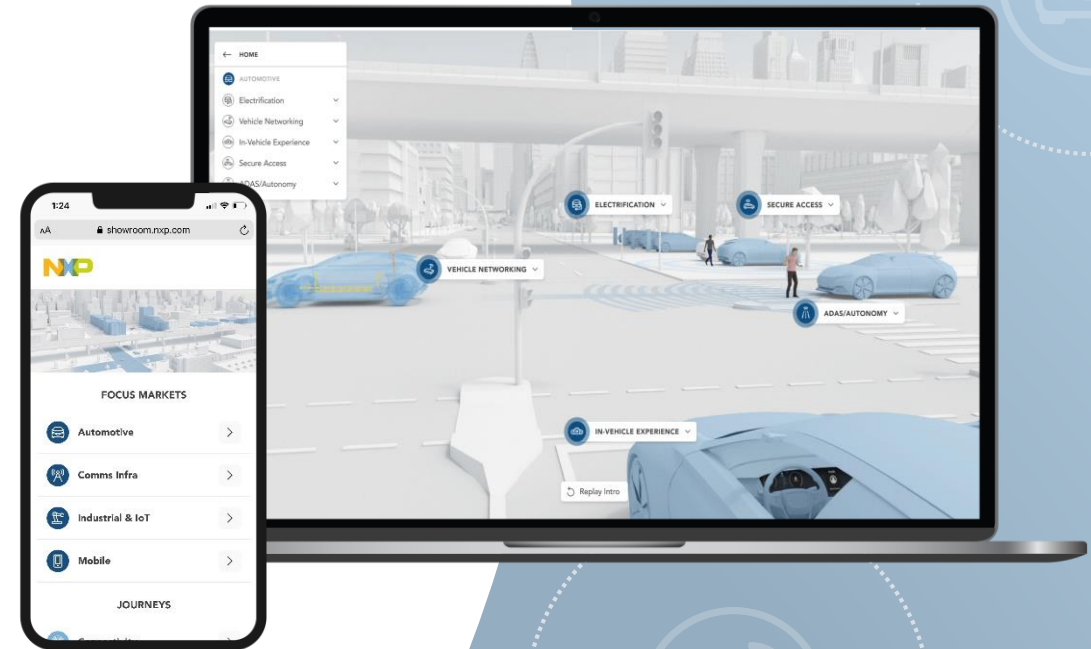 ← HOME
AUTOMOTIVE
Electrification
Vehicle Networking
In-Vehicle Experience
Secure Access
ADAS/Autonomy
ELECTRIFICATION
SECURE ACCESS
VEHICLE NETWORKING
ADAS/AUTONOMY
IN-VEHICLE EXPERIENCE
Replay Intro
1:24
AA showroom.nxp.com
NXP
FOCUS MARKETS
Automotive
Comms Infra
Industrial & IoT
Mobile
JOURNEYS